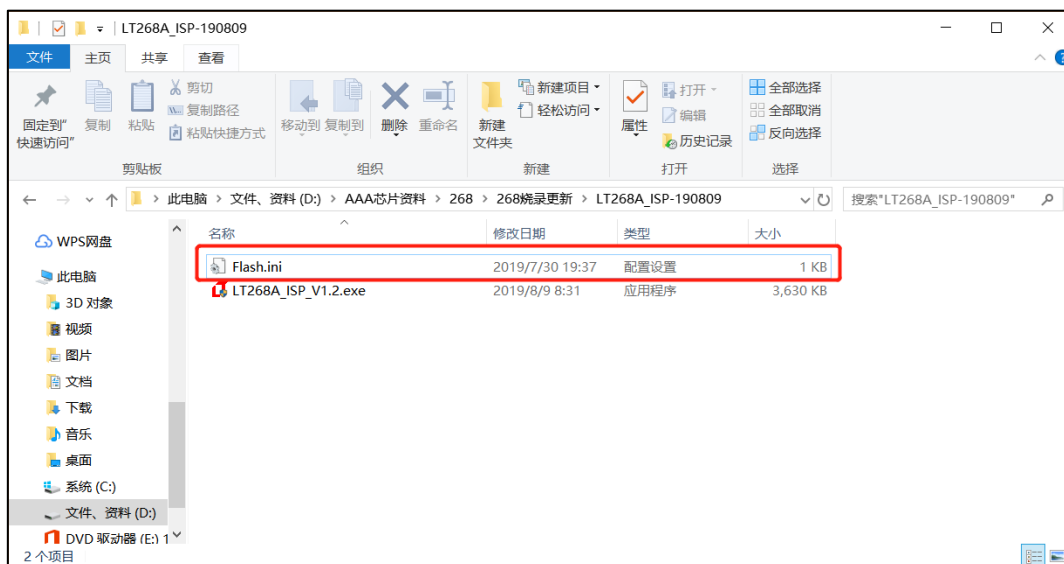 LT268A_ISP-190809
文件 主页 共享 查看
固定到"快速访问"
复制
粘贴
剪切
复制路径
粘贴快捷方式
剪贴板
移动到
复制到
删除
重命名
组织
新建文件夹
新建项目
轻松访问
新建
属性
打开
编辑
历史记录
打开
全部选择
全部取消
反向选择
选择
此电脑 > 文件、资料 (D:) > AAA芯片资料 > 268 > 268烧录更新 > LT268A_ISP-190809
搜索"LT268A_ISP-190809"
名称 修改日期 类型 大小
Flash.ini 2019/7/30 19:37 配置设置 1 KB
LT268A_ISP_V1.2.exe 2019/8/9 8:31 应用程序 3,630 KB
WPS网盘
此电脑
3D 对象
视频
图片
文档
下载
音乐
桌面
系统 (C:)
文件、资料 (D:)
DVD 驱动器 (E:) 1
2 个项目